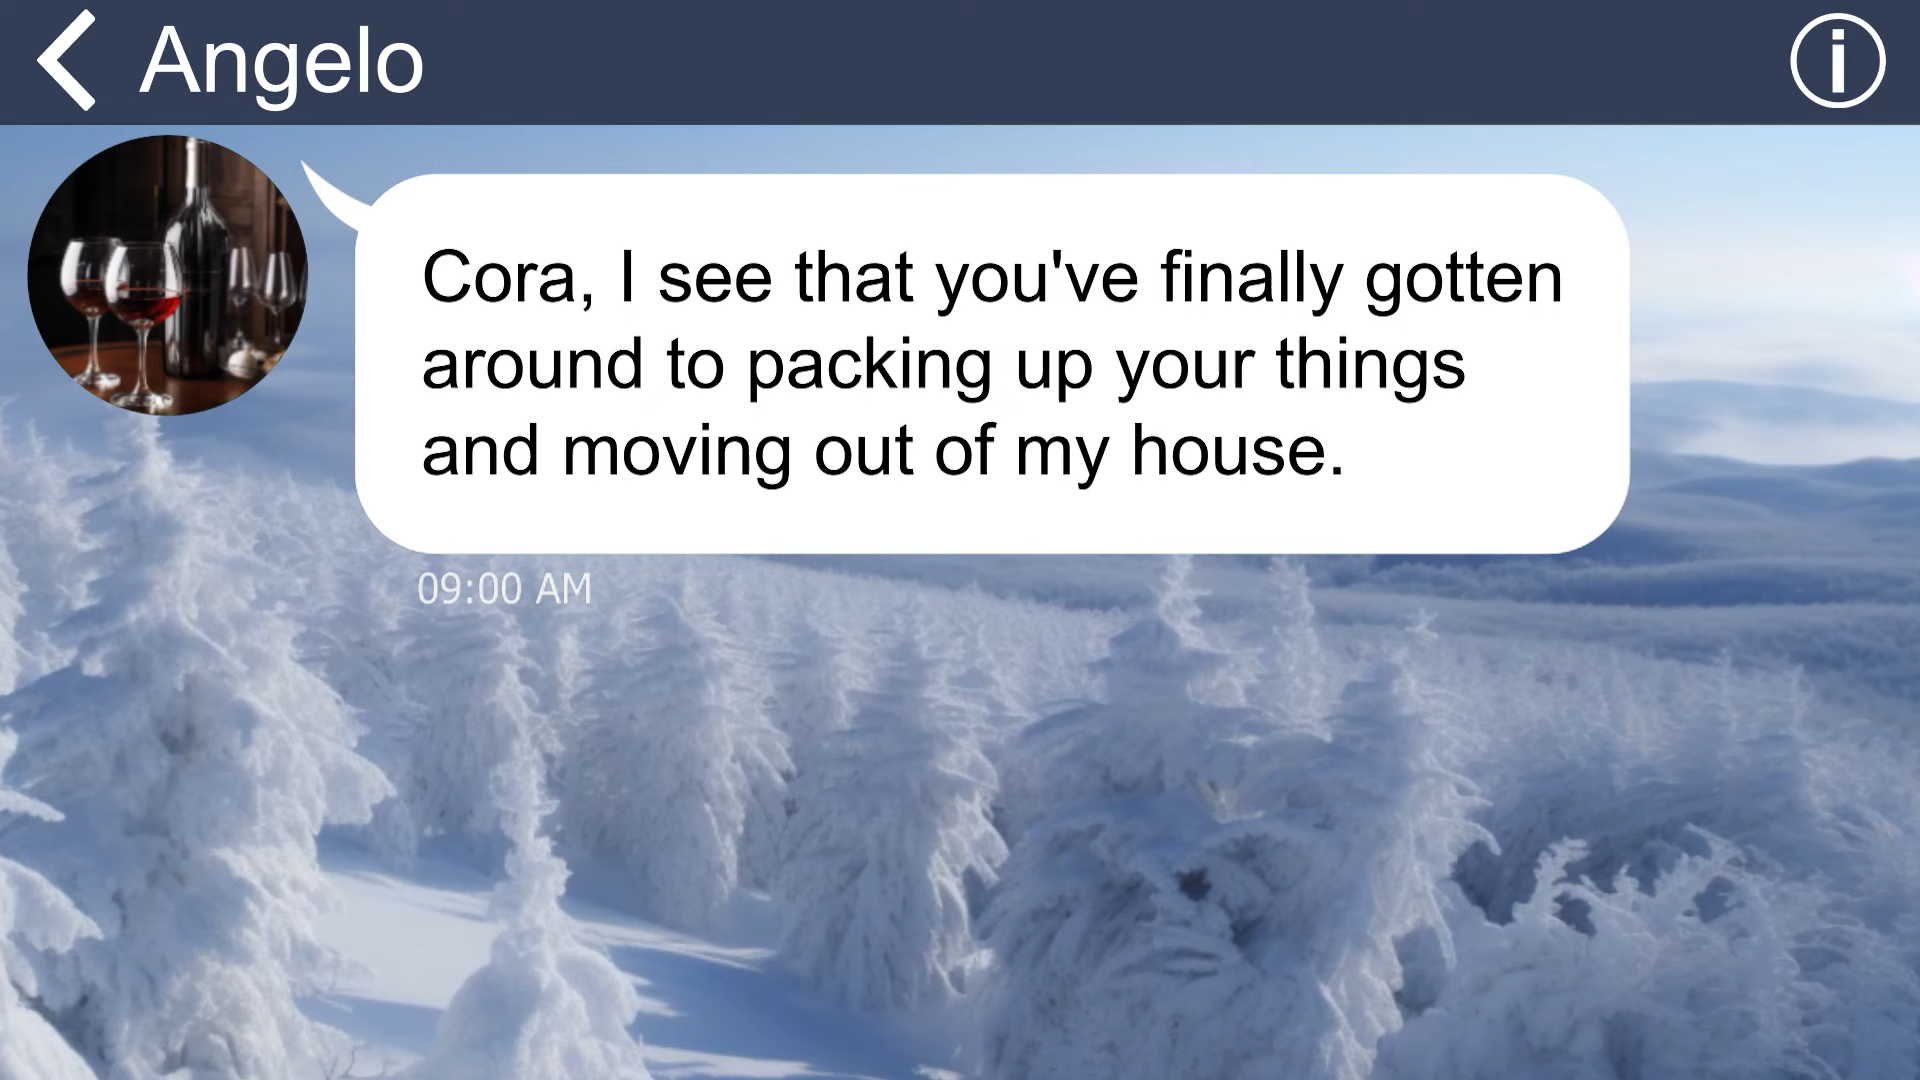 Angelo
Cora, I see that you've finally gotten
around to packing up your things
and moving out of my house.
09:00 AM